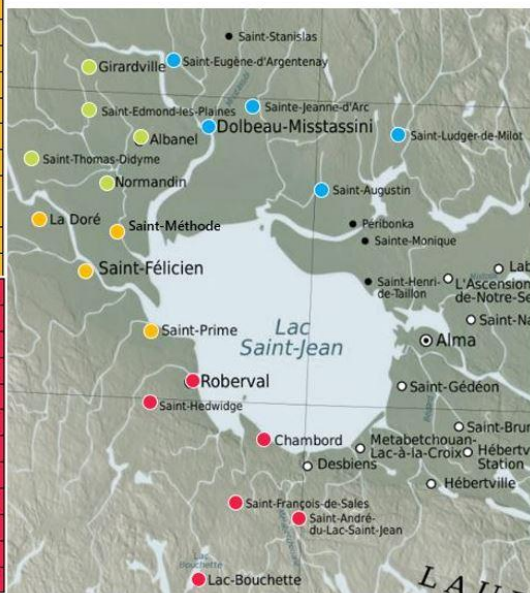 Saint-Stanislas
Saint-Eugène-d'Argentenay
Girardville
Sainte-Jeanne-d'Arc
Saint-Edmond-les-Plaines
Dolbeau-Misstassini
Albanel
Saint-Ludger-de-Milot
Saint-Thomas-Didyme
Normandin
Saint-Augustin
La Doré
Saint-Méthode
Péribonka
Sainte-Monique
Saint-Félicien
Lab
L'Ascension
de-Notre-Se
Saint-Henri-
de-Taillon
Saint-Na
Saint-Prime
Lac
Saint-Jean
Alma
Roberval
Saint-Gédéon
Saint-Hedwidge
Saint-Bru
Chambord
Metabetchouan-
Lac-à-la-Croix
Hébertv
Station
Desbiens
Hébertville
Saint-François-de-Sales
Saint-André-
du-Lac-Saint-Jean
Lac
Bouchette
Lac-Bouchette
LAU